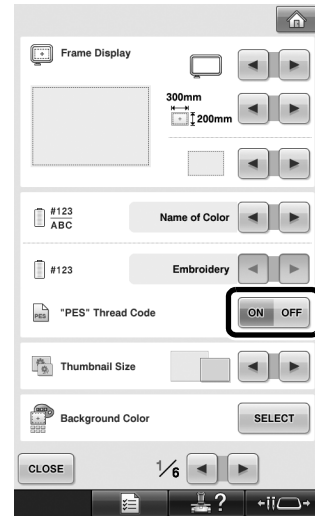 Frame Display
300mm
200mm
#123
ABC
Name of Color
#123
Embroidery
PES
"PES" Thread Code
ON OFF
Thumbnail Size
Background Color
SELECT
CLOSE
1/6
?